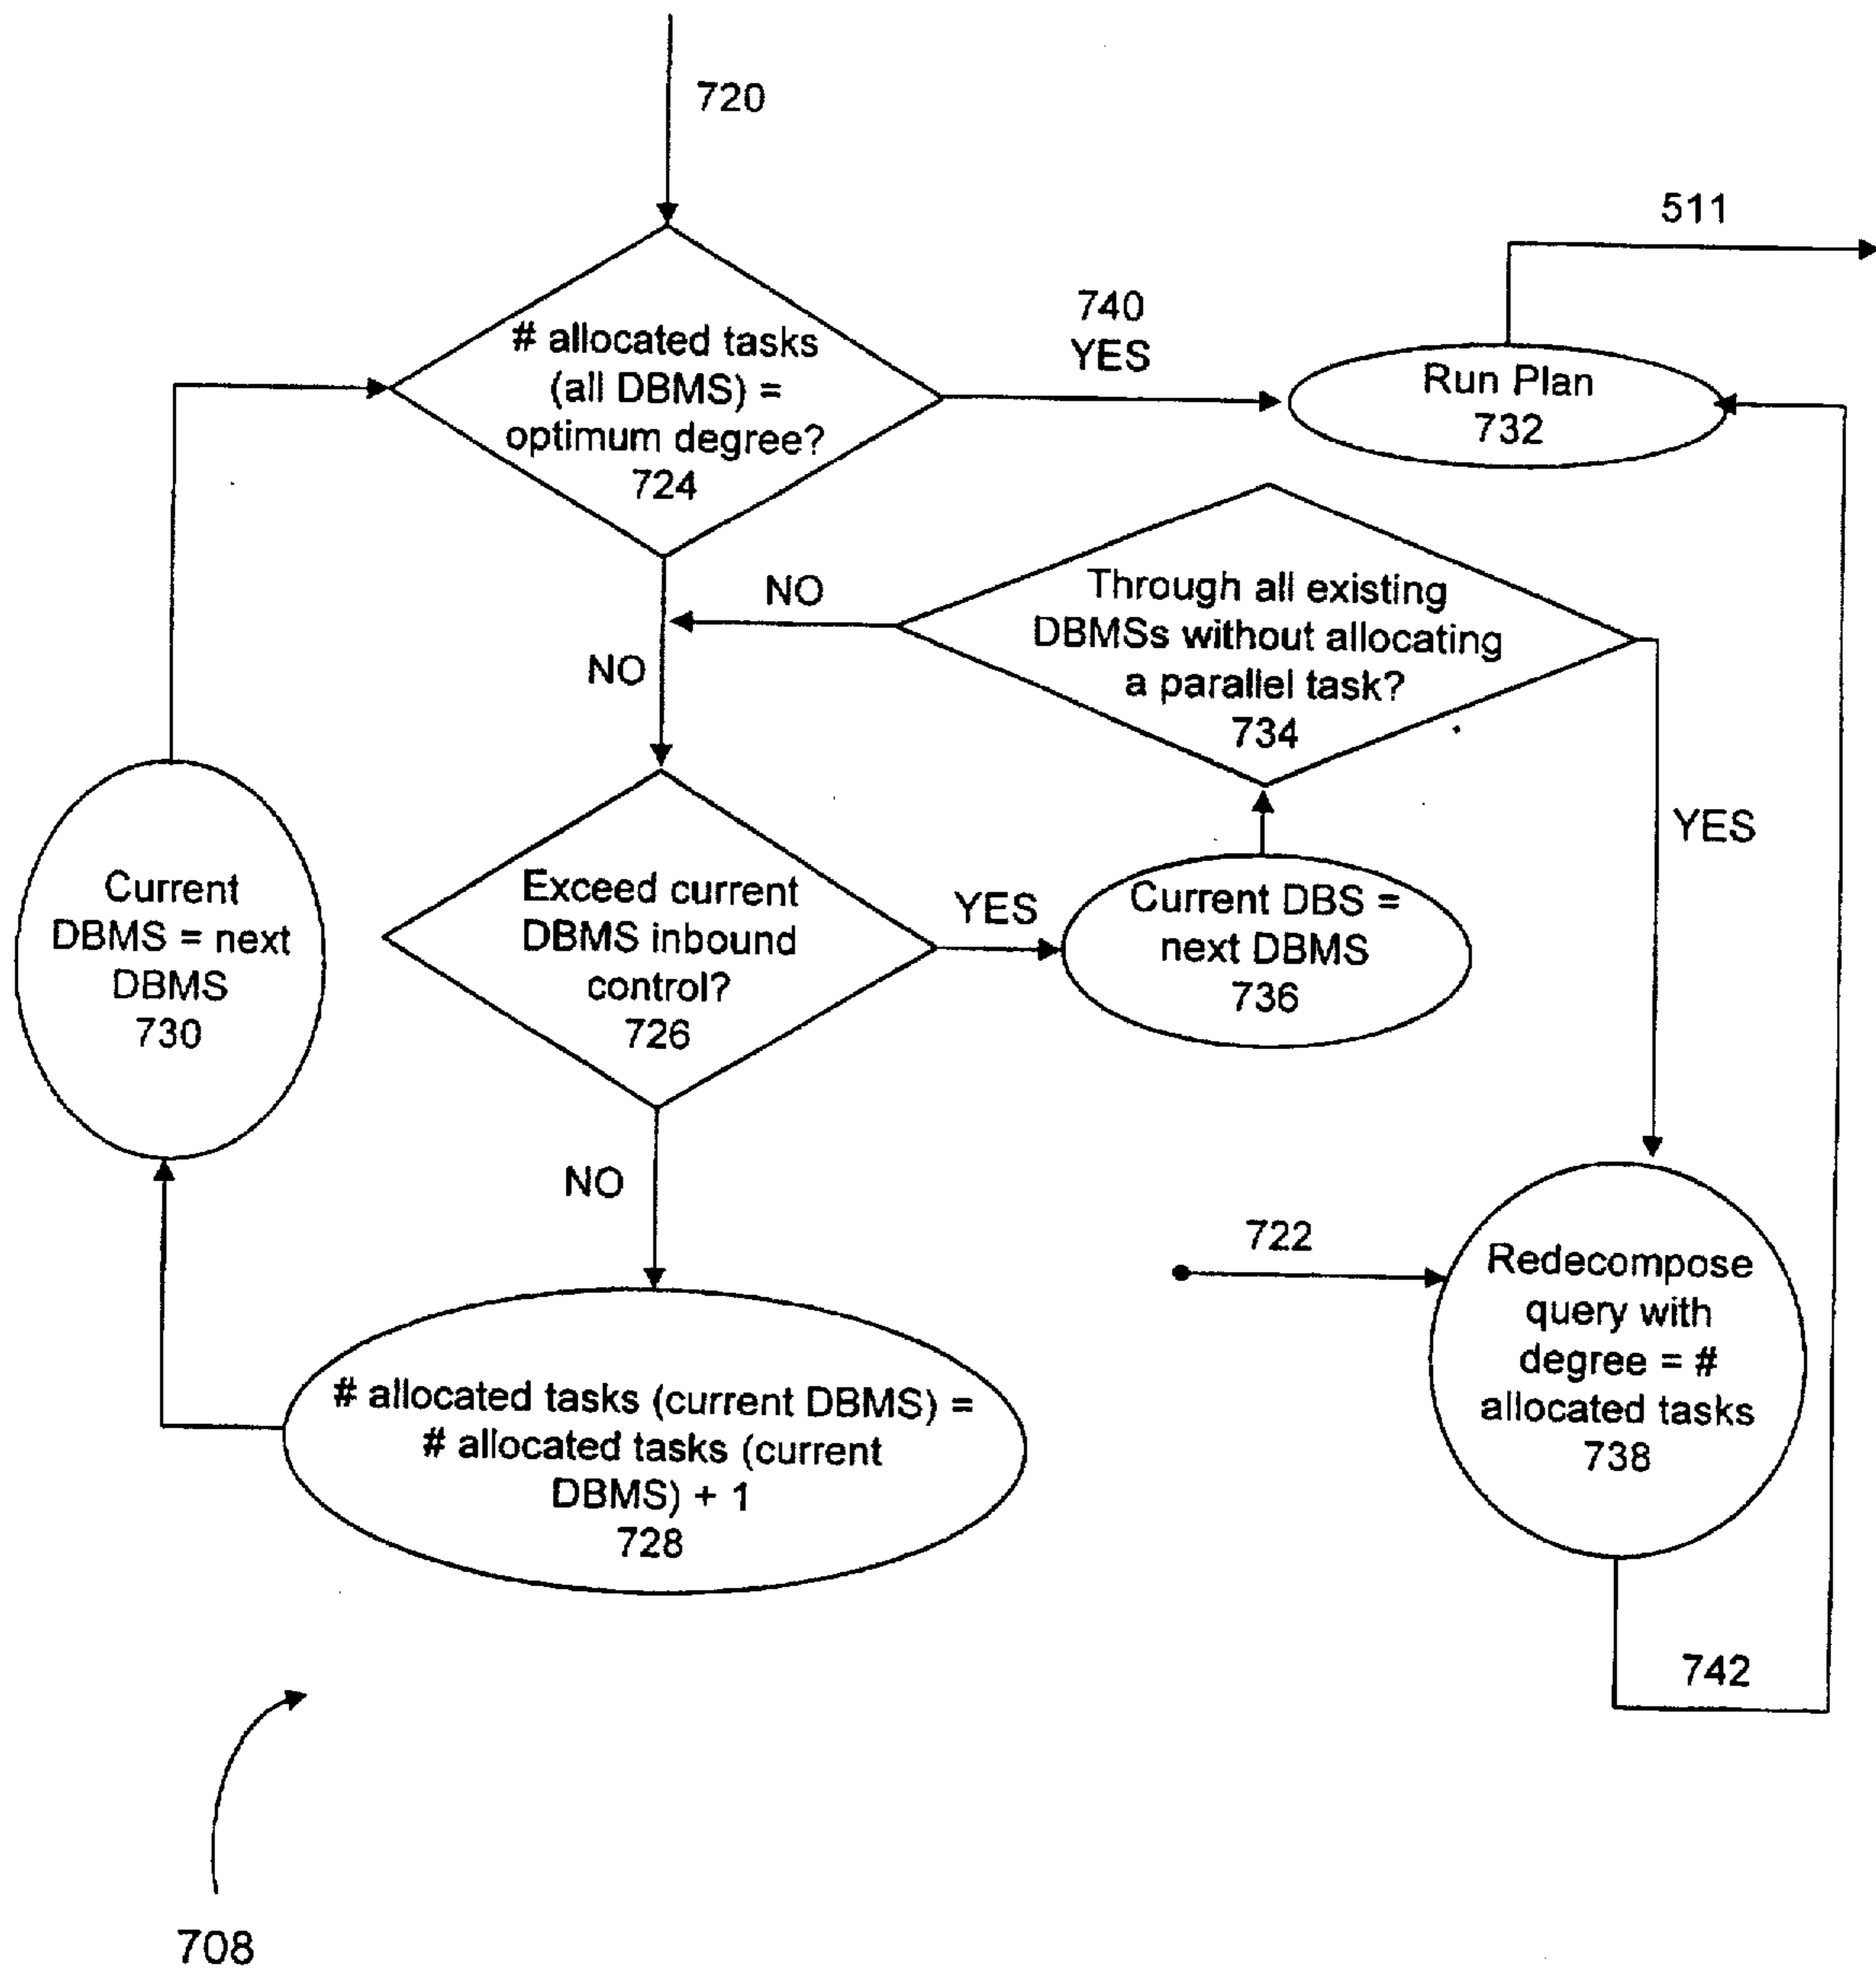 720
511
740
YES
# allocated tasks
(all DBMS) =
optimum degree?
724
Run Plan
732
NO
Through all existing
DBMSs without allocating
a parallel task?
734
NO
YES
Current
DBMS = next
DBMS
730
Exceed current
DBMS inbound
control?
726
YES
Current DBS =
next DBMS
736
NO
722
Redecompose
query with
degree = #
allocated tasks
738
# allocated tasks (current DBMS) =
# allocated tasks (current
DBMS) + 1
728
742
708